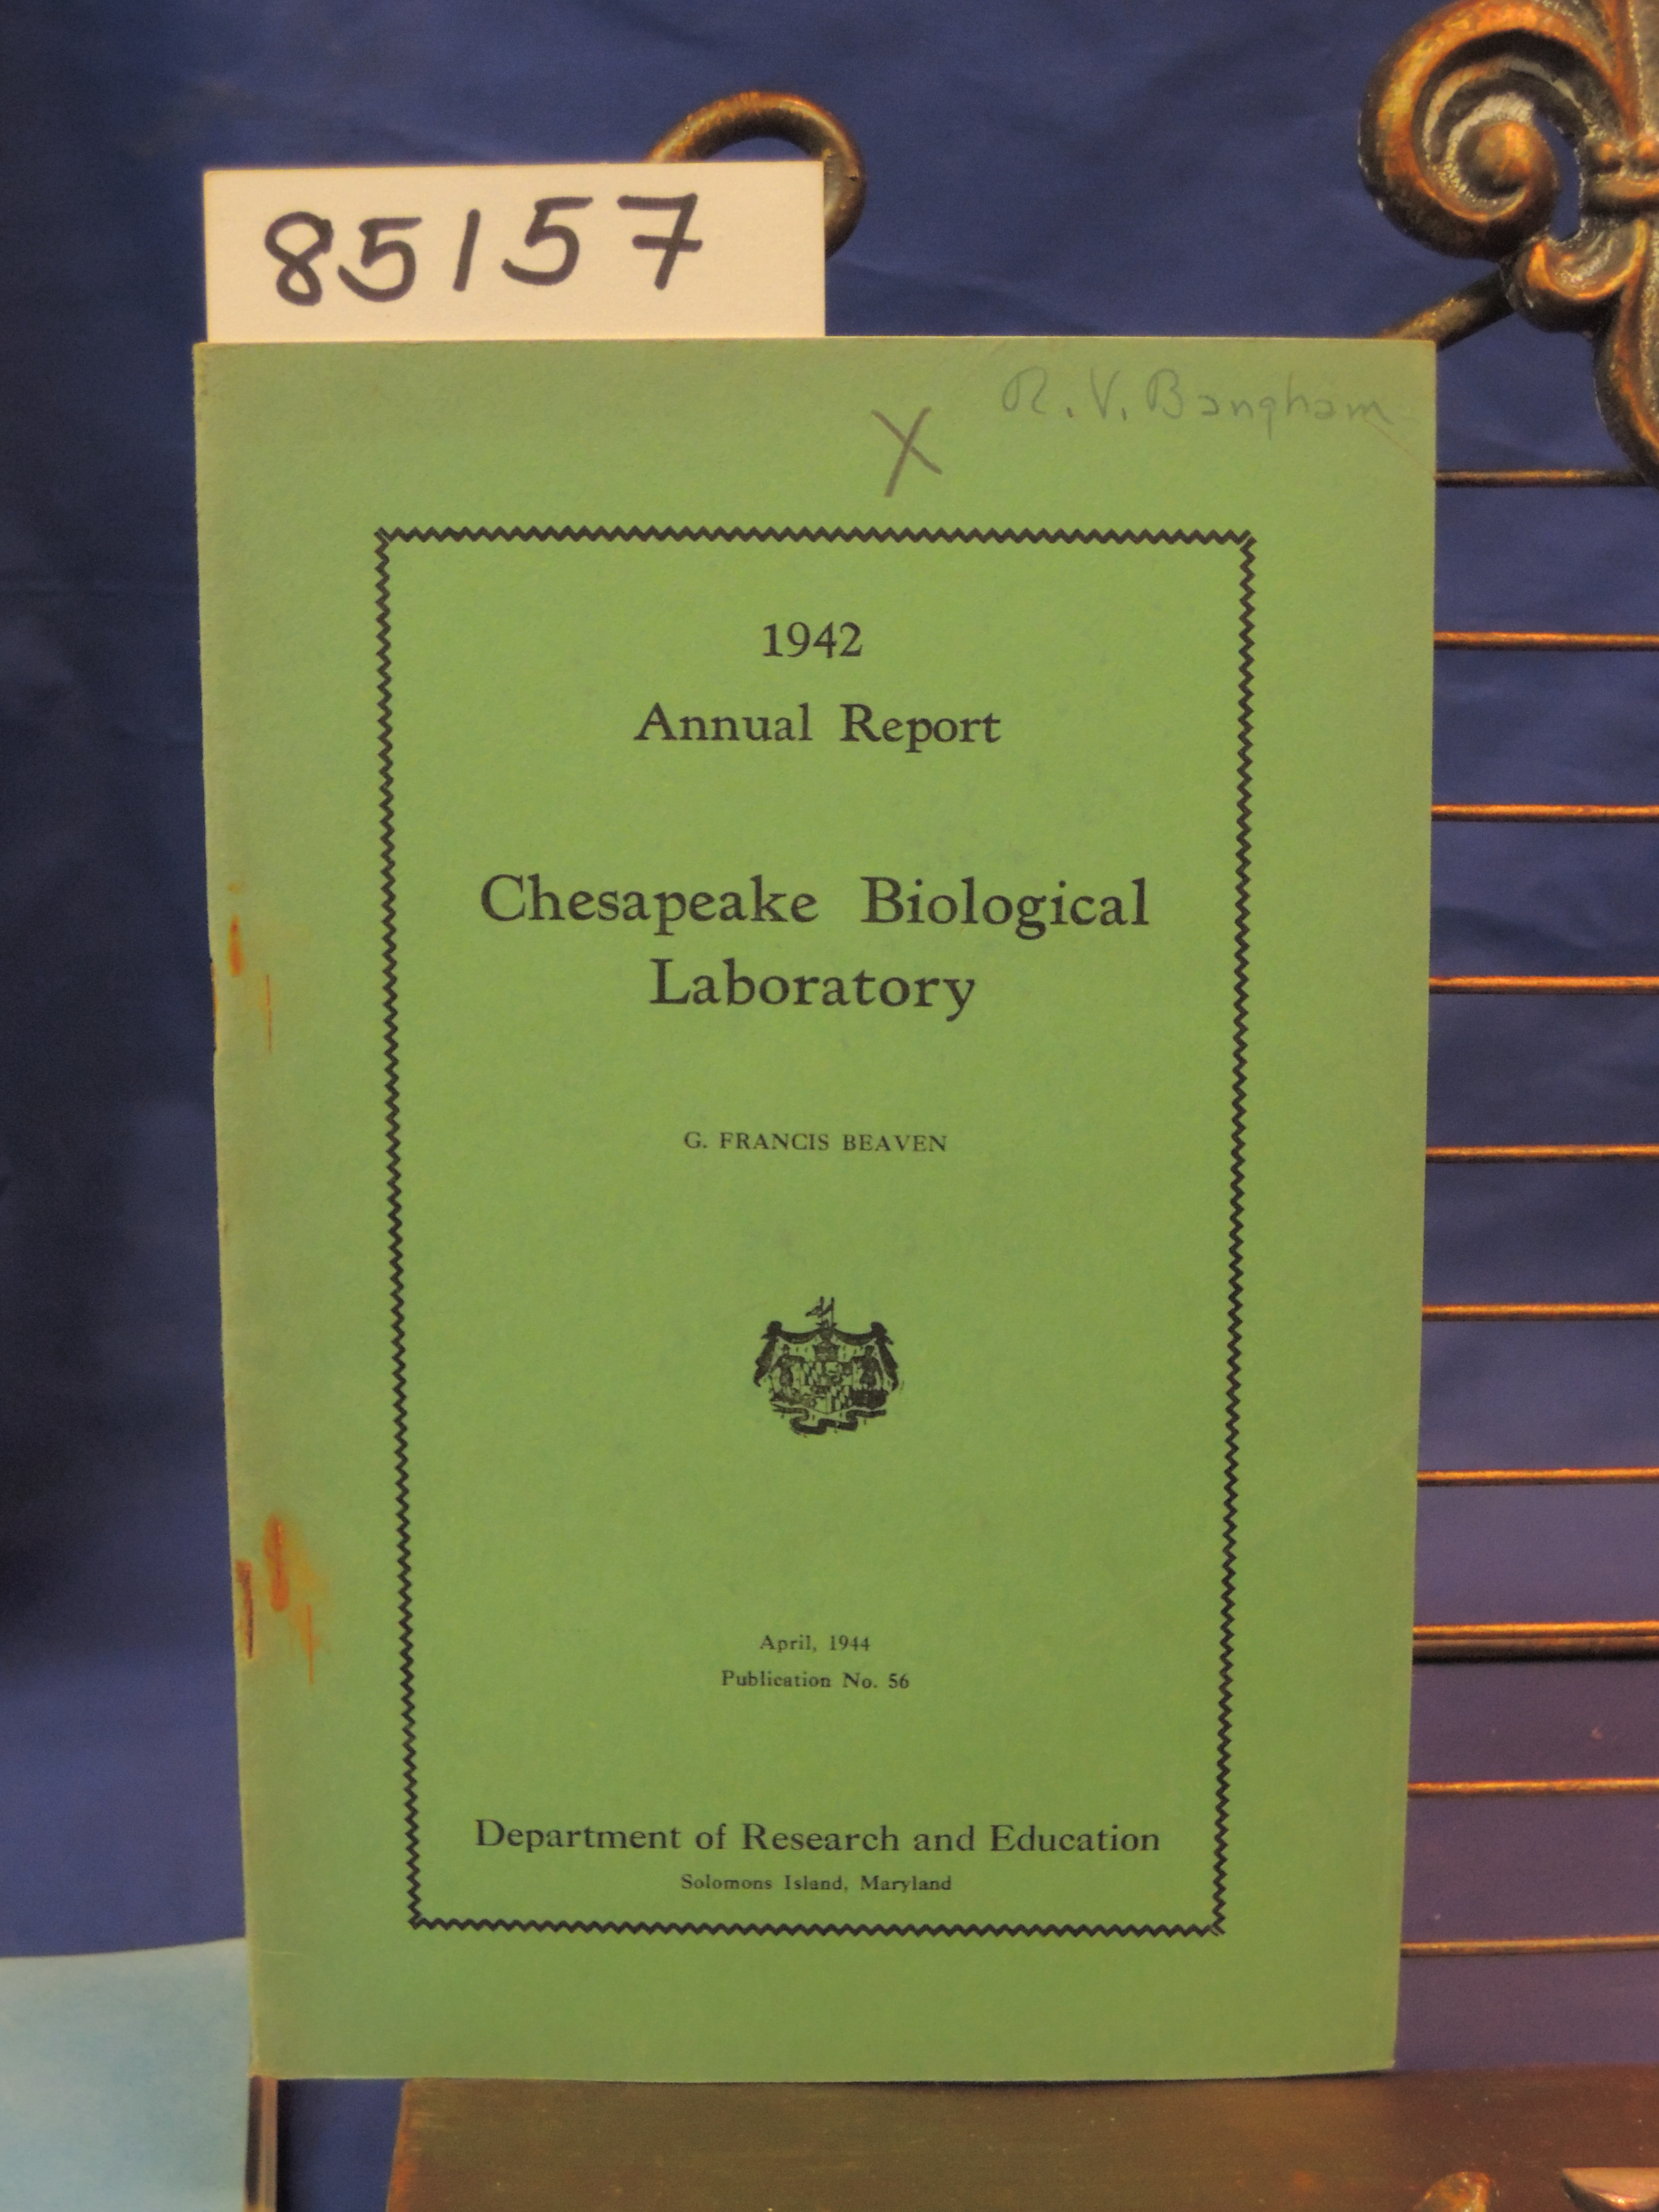 85157
R. V. Bangham
X
1942
Annual Report
Chesapeake Biological
Laboratory
G. FRANCIS BEAVEN
April, 1944
Publication No. 56
Department of Research and Education
Solomons Island, Maryland